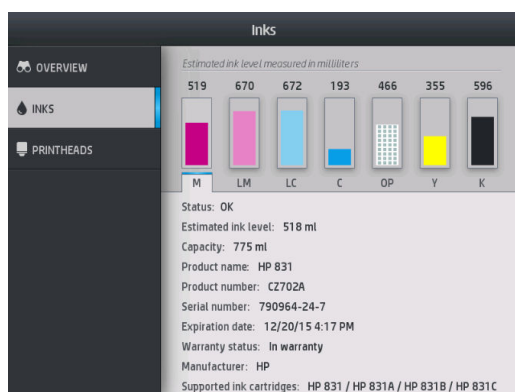 Inks
OVERVIEW
INKS
PRINTHEADS
Estimated ink level measured in milliliters
519 670 672 193 466 355 596
M LM LC C OP Y K
Status: OK
Estimated ink level: 518 ml
Capacity: 775 ml
Product name: HP 831
Product number: CZ702A
Serial number: 790964-24-7
Expiration date: 12/20/15 4:17 PM
Warranty status: In warranty
Manufacturer: HP
Supported ink cartridges: HP 831 / HP 831A / HP 831B / HP 831C